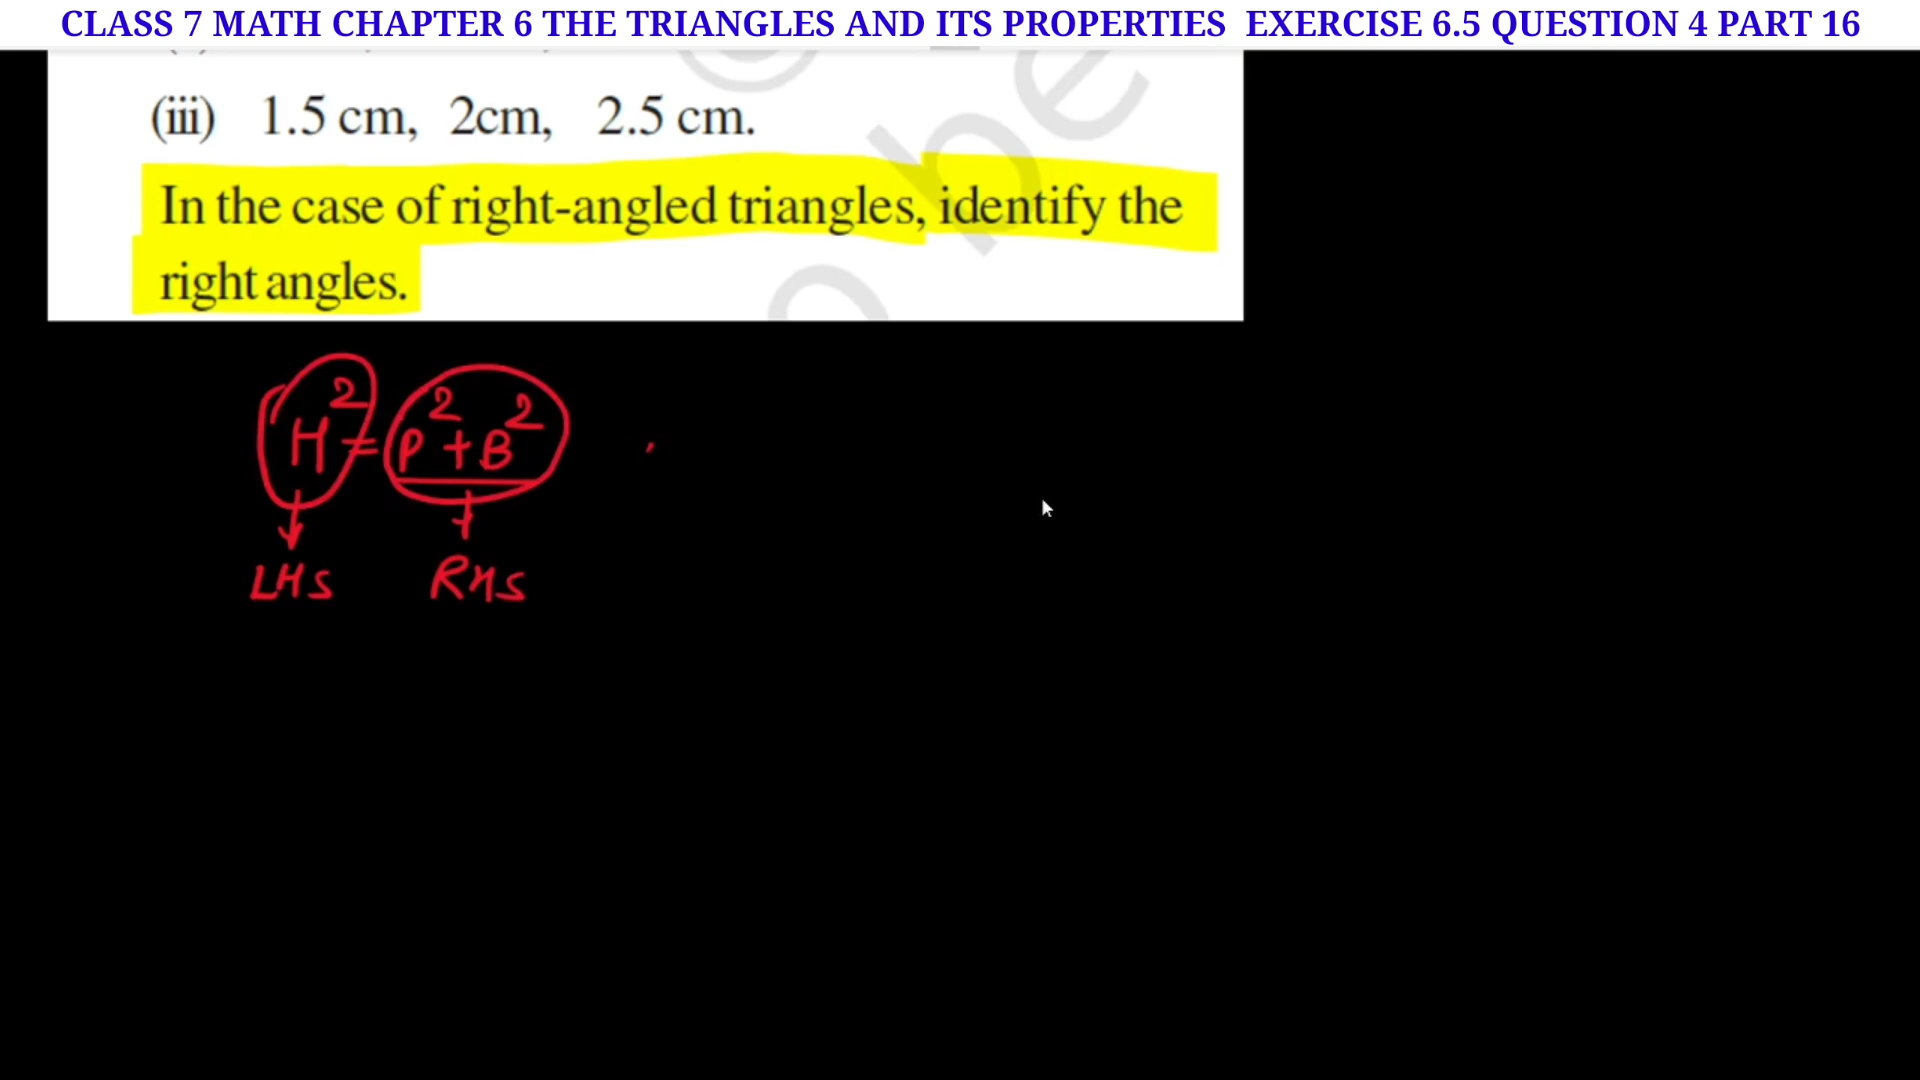 CLASS 7 MATH CHAPTER 6 THE TRIANGLES AND ITS PROPERTIES EXERCISE 6.5 QUESTION 4 PART 16
(iii) 1.5 cm, 2cm, 2.5 cm.
In the case of right-angled triangles, identify the
right angles.
H² = P² + B²
LHS RHS